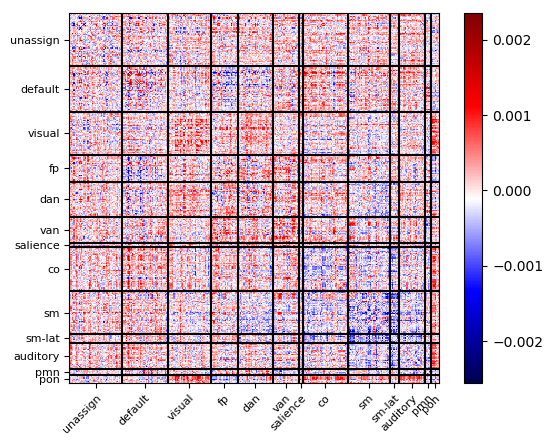 unassign
default
visual
fp
dan
van
salience
co
sm
sm-lat
auditory
pmn
pon
unassign
default
visual
fp
dan
van
salience
co
sm
sm-lat
auditory
pmn
pon
0.002
0.001
0.000
−0.001
−0.002